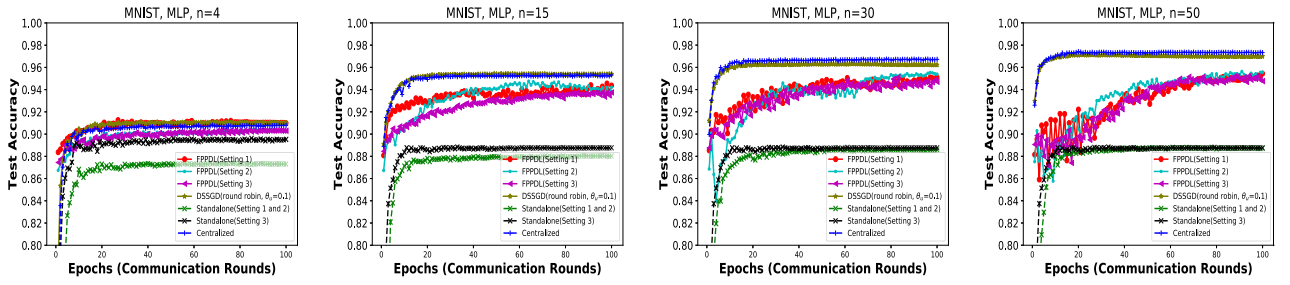 MNIST, MLP, n=4
Test Accuracy
1.00
0.98
0.96
0.94
0.92
0.90
0.88
0.86
0.84
0.82
0.80
FPPDL(Setting 1)
FPPDL(Setting 2)
FPPDL(Setting 3)
DSSGD(round robin, θu=0.1)
Standalone(Setting 1 and 2)
Standalone(Setting 3)
Centralized
0 20 40 60 80 100
Epochs (Communication Rounds)
MNIST, MLP, n=15
Test Accuracy
1.00
0.98
0.96
0.94
0.92
0.90
0.88
0.86
0.84
0.82
0.80
FPPDL(Setting 1)
FPPDL(Setting 2)
FPPDL(Setting 3)
DSSGD(round robin, θu=0.1)
Standalone(Setting 1 and 2)
Standalone(Setting 3)
Centralized
0 20 40 60 80 100
Epochs (Communication Rounds)
MNIST, MLP, n=30
Test Accuracy
1.00
0.98
0.96
0.94
0.92
0.90
0.88
0.86
0.84
0.82
0.80
FPPDL(Setting 1)
FPPDL(Setting 2)
FPPDL(Setting 3)
DSSGD(round robin, θu=0.1)
Standalone(Setting 1 and 2)
Standalone(Setting 3)
Centralized
0 20 40 60 80 100
Epochs (Communication Rounds)
MNIST, MLP, n=50
Test Accuracy
1.00
0.98
0.96
0.94
0.92
0.90
0.88
0.86
0.84
0.82
0.80
FPPDL(Setting 1)
FPPDL(Setting 2)
FPPDL(Setting 3)
DSSGD(round robin, θu=0.1)
Standalone(Setting 1 and 2)
Standalone(Setting 3)
Centralized
0 20 40 60 80 100
Epochs (Communication Rounds)